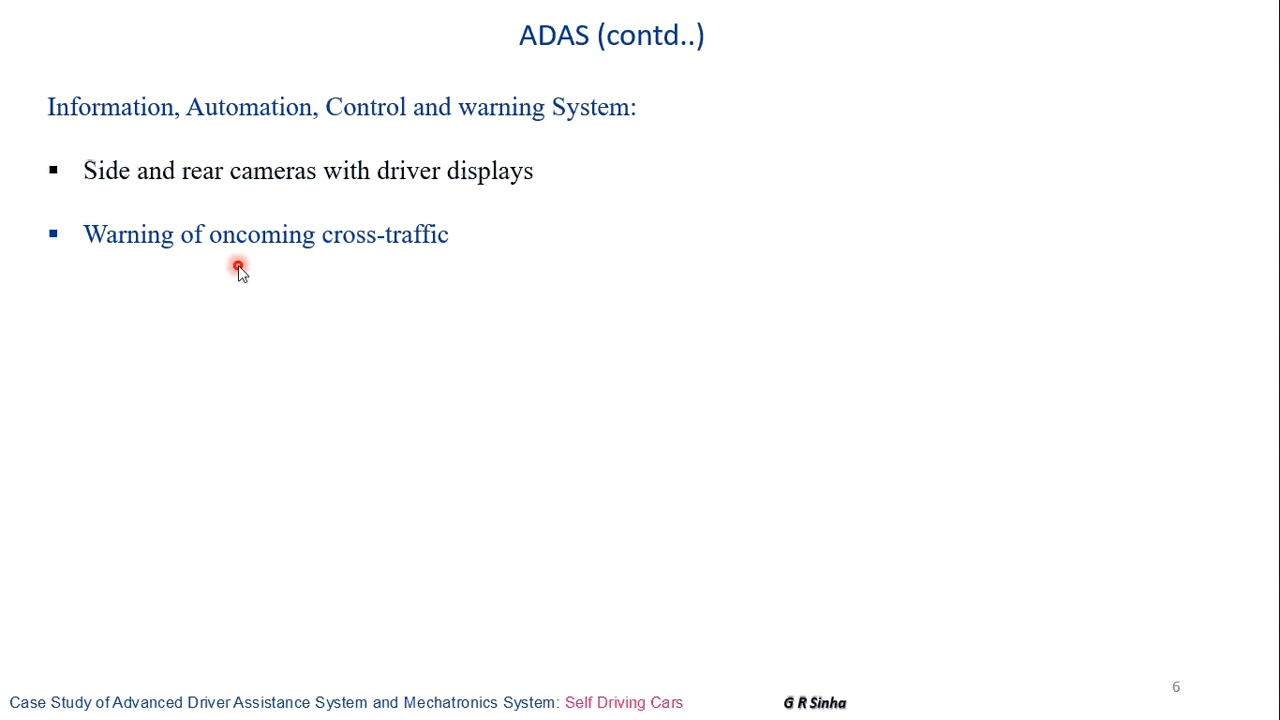 ADAS (contd..)
Information, Automation, Control and warning System:
▪ Side and rear cameras with driver displays
▪ Warning of oncoming cross-traffic
6
Case Study of Advanced Driver Assistance System and Mechatronics System: Self Driving Cars G R Sinha